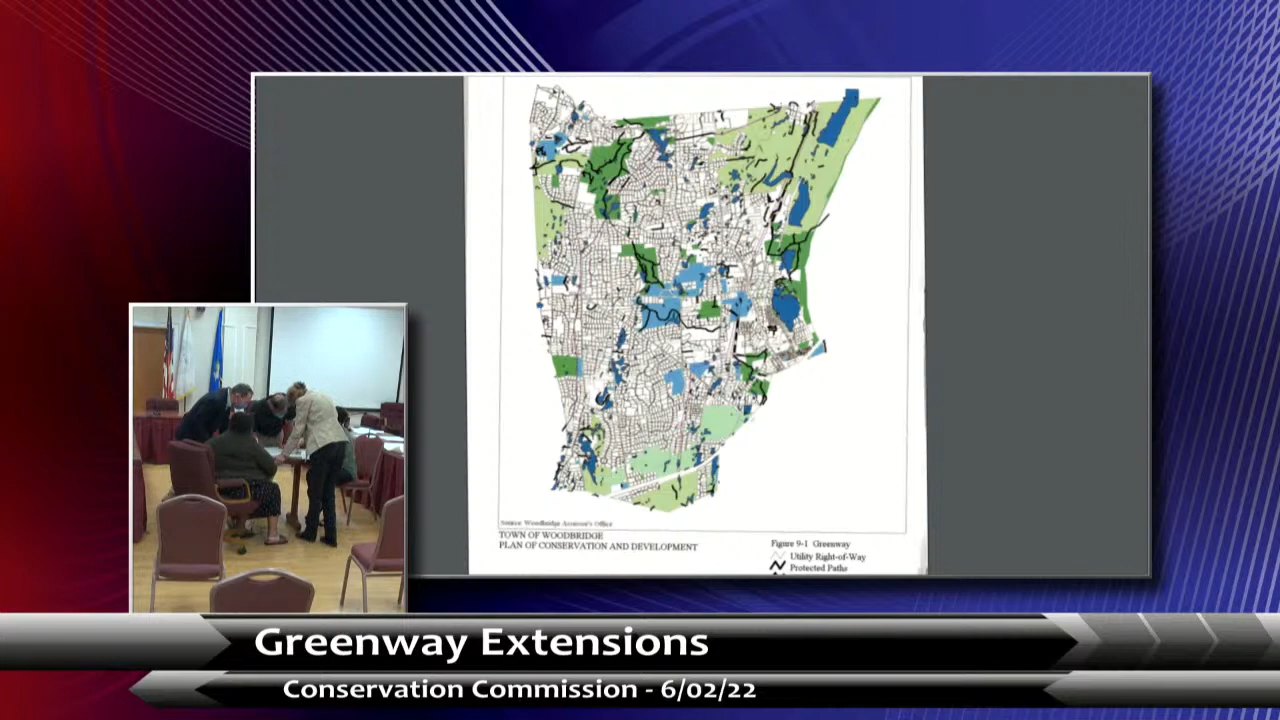 Source: Woodbridge Assessor's Office
TOWN OF WOODBRIDGE
PLAN OF CONSERVATION AND DEVELOPMENT
Figure 9-1 Greenway
Utility Right-of-Way
Protected Paths
Greenway Extensions
Conservation Commission - 6/02/22